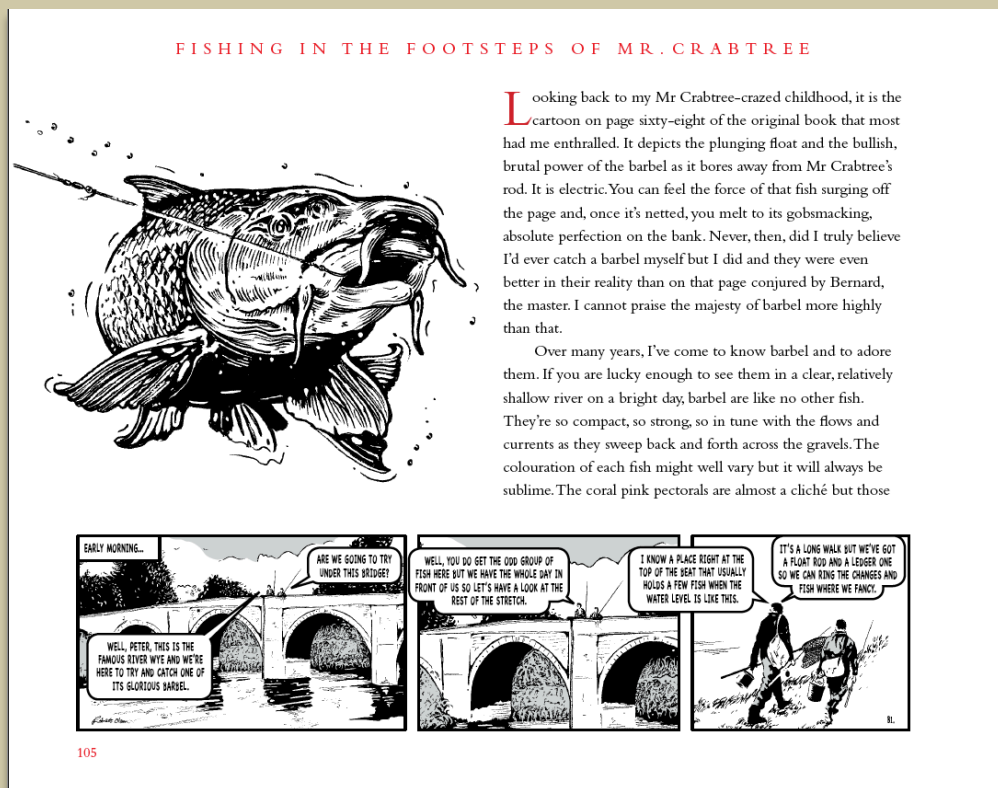 FISHING IN THE FOOTSTEPS OF MR. CRABTREE
Looking back to my Mr Crabtree-crazed childhood, it is the
cartoon on page sixty-eight of the original book that most
had me enthralled. It depicts the plunging float and the bullish,
brutal power of the barbel as it bores away from Mr Crabtree's
rod. It is electric. You can feel the force of that fish surging off
the page and, once it's netted, you melt to its gobsmacking,
absolute perfection on the bank. Never, then, did I truly believe
I'd ever catch a barbel myself but I did and they were even
better in their reality than on that page conjured by Bernard,
the master. I cannot praise the majesty of barbel more highly
than that.
Over many years, I've come to know barbel and to adore
them. If you are lucky enough to see them in a clear, relatively
shallow river on a bright day, barbel are like no other fish.
They're so compact, so strong, so in tune with the flows and
currents as they sweep back and forth across the gravels. The
colouration of each fish might well vary but it will always be
sublime. The coral pink pectorals are almost a cliché but those
EARLY MORNING...
ARE WE GOING TO TRY
UNDER THIS BRIDGE?
WELL, PETER, THIS IS THE
FAMOUS RIVER WYE AND WE'RE
HERE TO TRY AND CATCH ONE OF
ITS GLORIOUS BARBEL.
WELL, YOU DO GET THE ODD GROUP OF
FISH HERE BUT WE HAVE THE WHOLE DAY IN
FRONT OF US SO LET'S HAVE A LOOK AT THE
REST OF THE STRETCH.
I KNOW A PLACE RIGHT AT THE
TOP OF THE BEAT THAT USUALLY
HOLDS A FEW FISH WHEN THE
WATER LEVEL IS LIKE THIS.
IT'S A LONG WALK BUT WE'VE GOT
A FLOAT ROD AND A LEDGER ONE
SO WE CAN RING THE CHANGES AND
FISH WHERE WE FANCY.
B1.
105